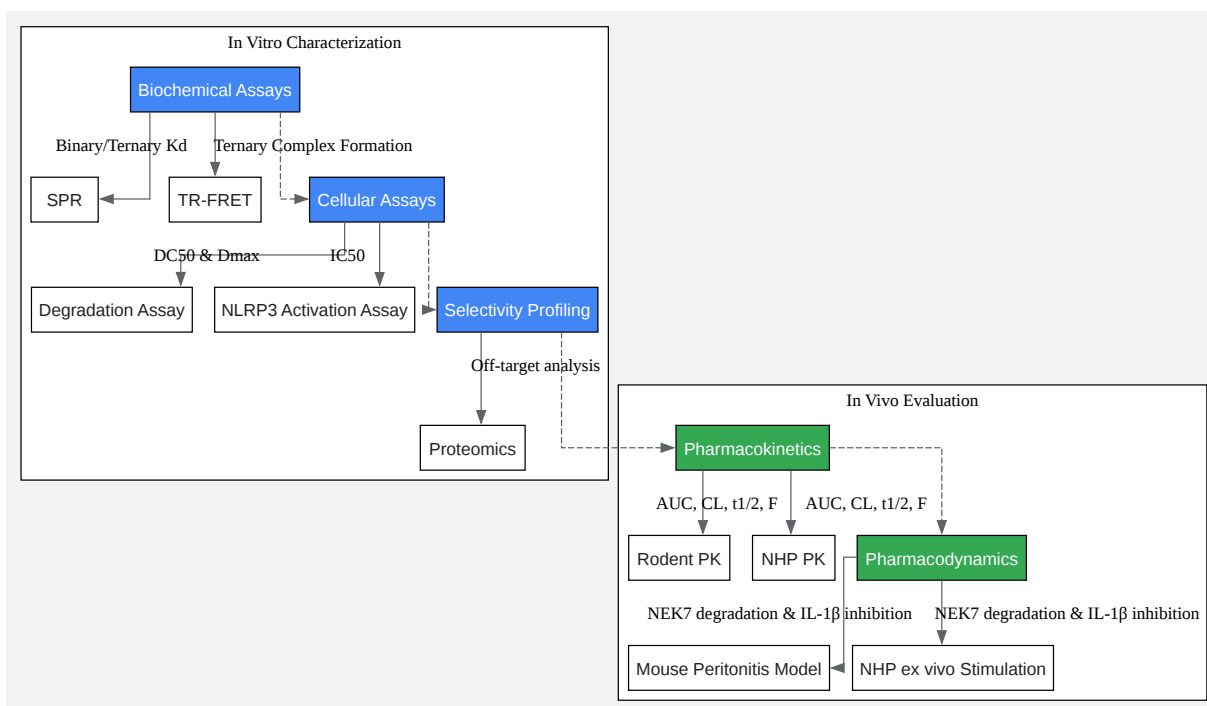 In Vitro Characterization
Biochemical Assays
Binary/Ternary Kd
Ternary Complex Formation
SPR
TR-FRET
Cellular Assays
DC50 & Dmax
IC50
Degradation Assay
NLRP3 Activation Assay
Selectivity Profiling
Off-target analysis
Proteomics
In Vivo Evaluation
Pharmacokinetics
AUC, CL, t1/2, F
AUC, CL, t1/2, F
Rodent PK
NHP PK
Pharmacodynamics
NEK7 degradation & IL-1β inhibition
NEK7 degradation & IL-1β inhibition
Mouse Peritonitis Model
NHP ex vivo Stimulation